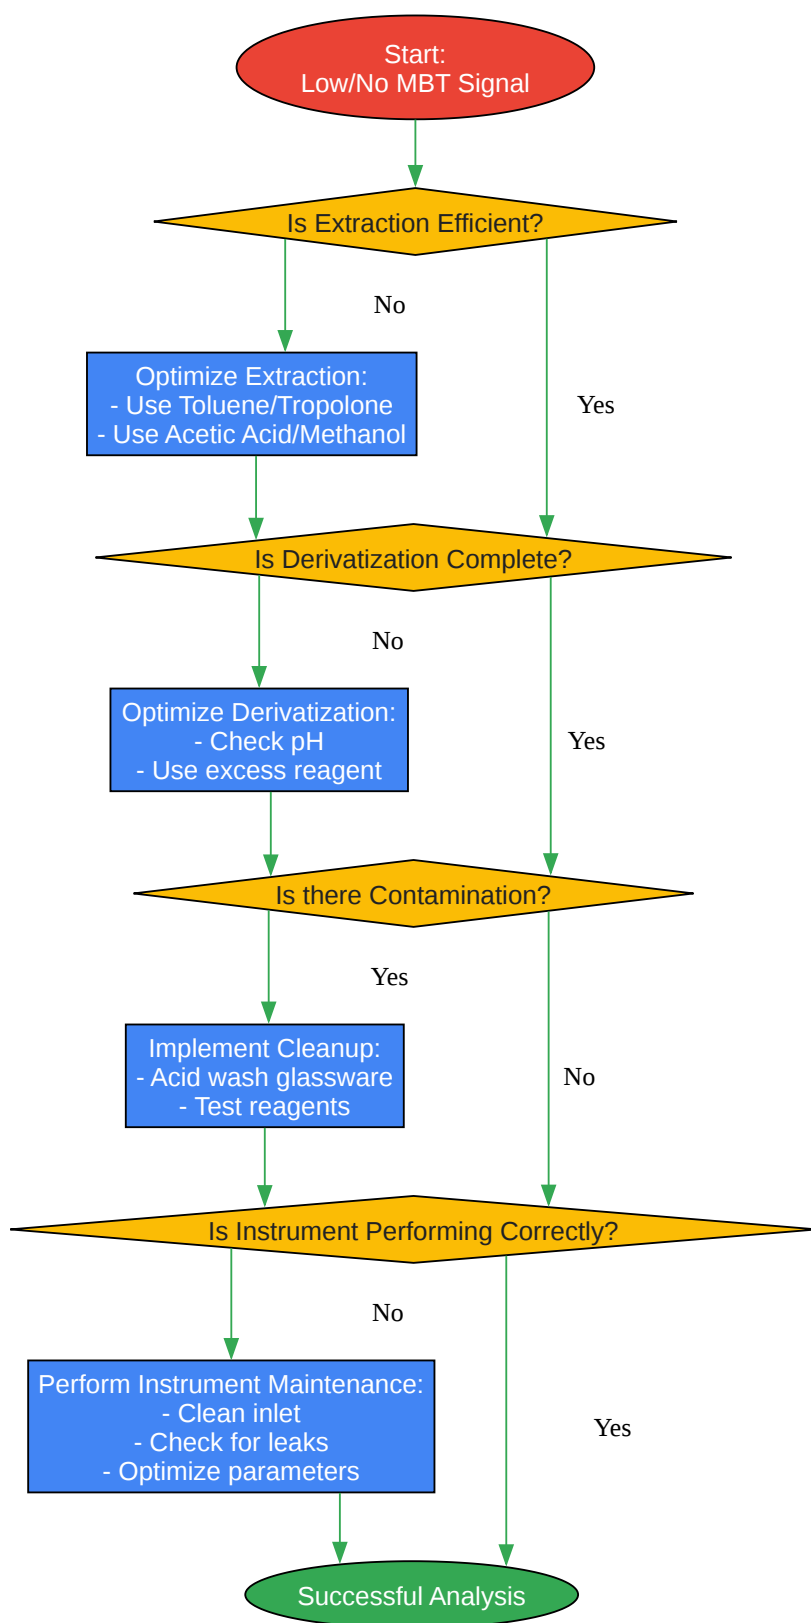 Start:
Low/No MBT Signal
Is Extraction Efficient?
No
Optimize Extraction:
- Use Toluene/Tropolone
- Use Acetic Acid/Methanol
Yes
Is Derivatization Complete?
No
Optimize Derivatization:
- Check pH
- Use excess reagent
Yes
Is there Contamination?
Yes
Implement Cleanup:
- Acid wash glassware
- Test reagents
No
Is Instrument Performing Correctly?
No
Perform Instrument Maintenance:
- Clean inlet
- Check for leaks
- Optimize parameters
Yes
Successful Analysis